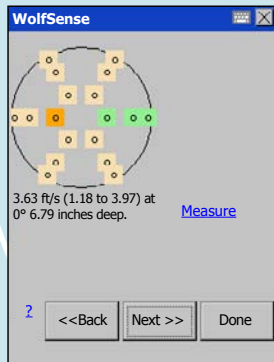 WolfSense
3.63 ft/s (1.18 to 3.97) at
0° 6.79 inches deep.
Measure
?
<<Back
Next >>
Done